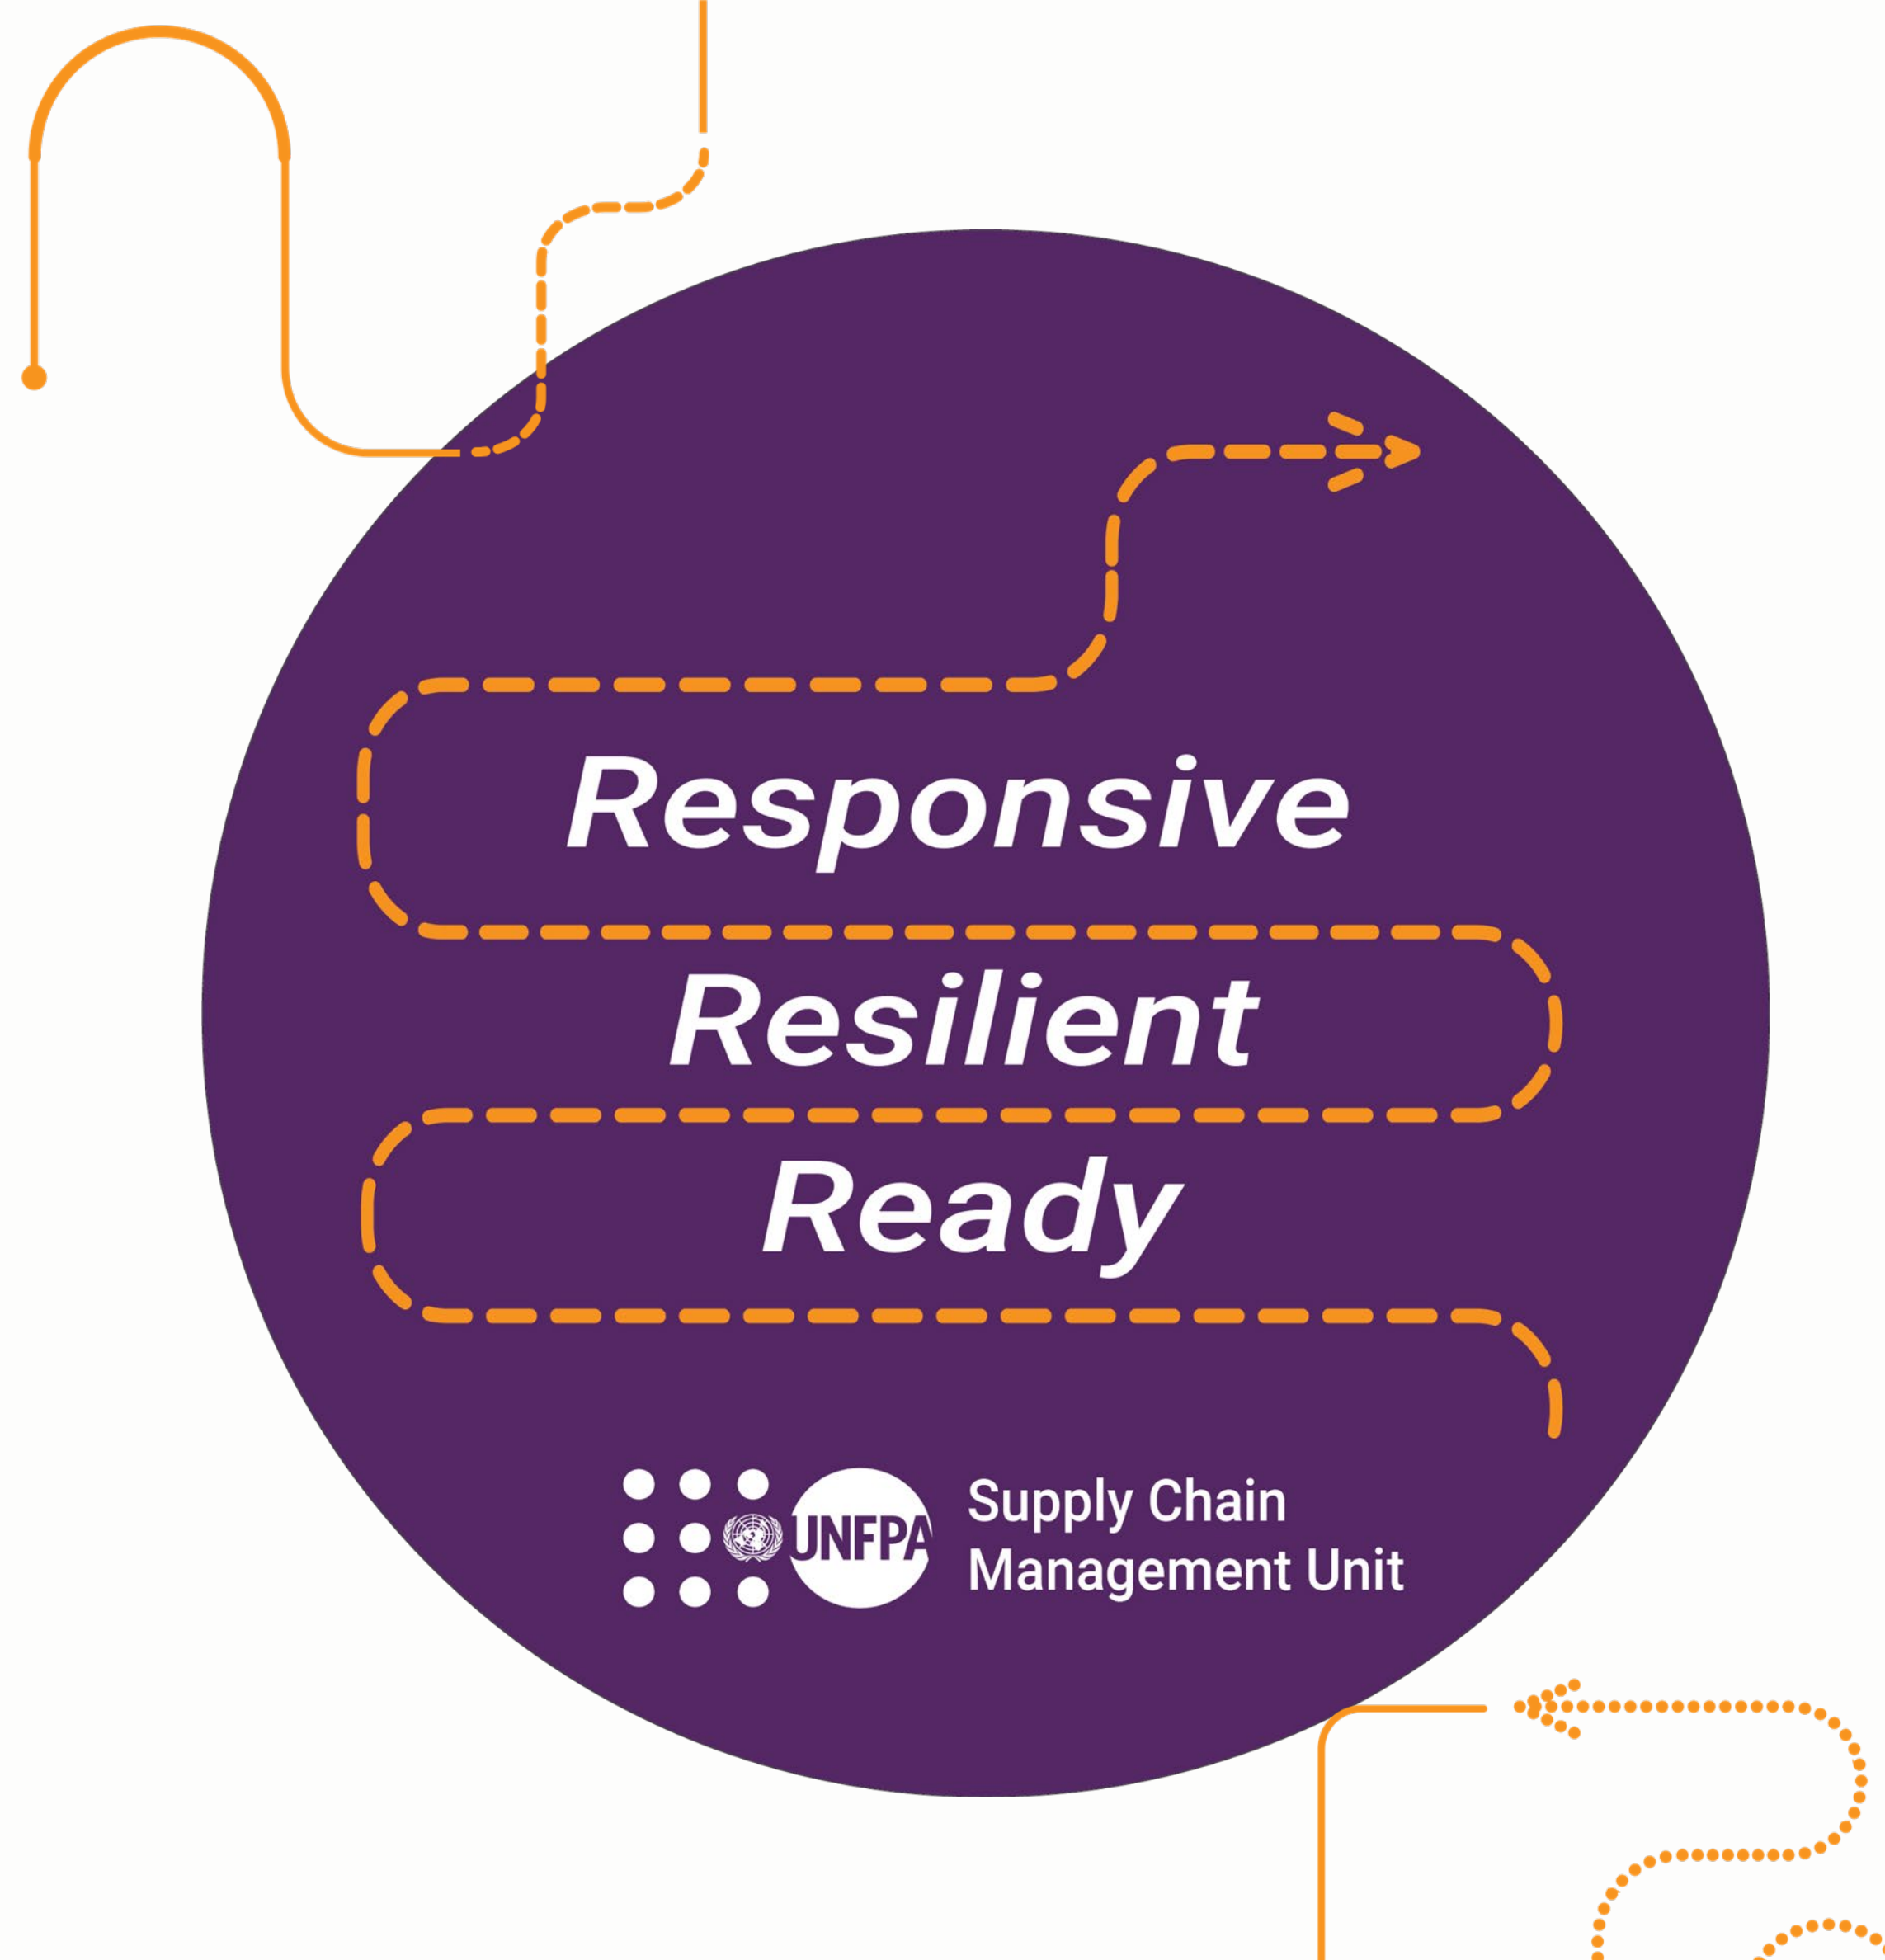 Responsive
Resilient
Ready
UNFPA
Supply Chain
Management Unit